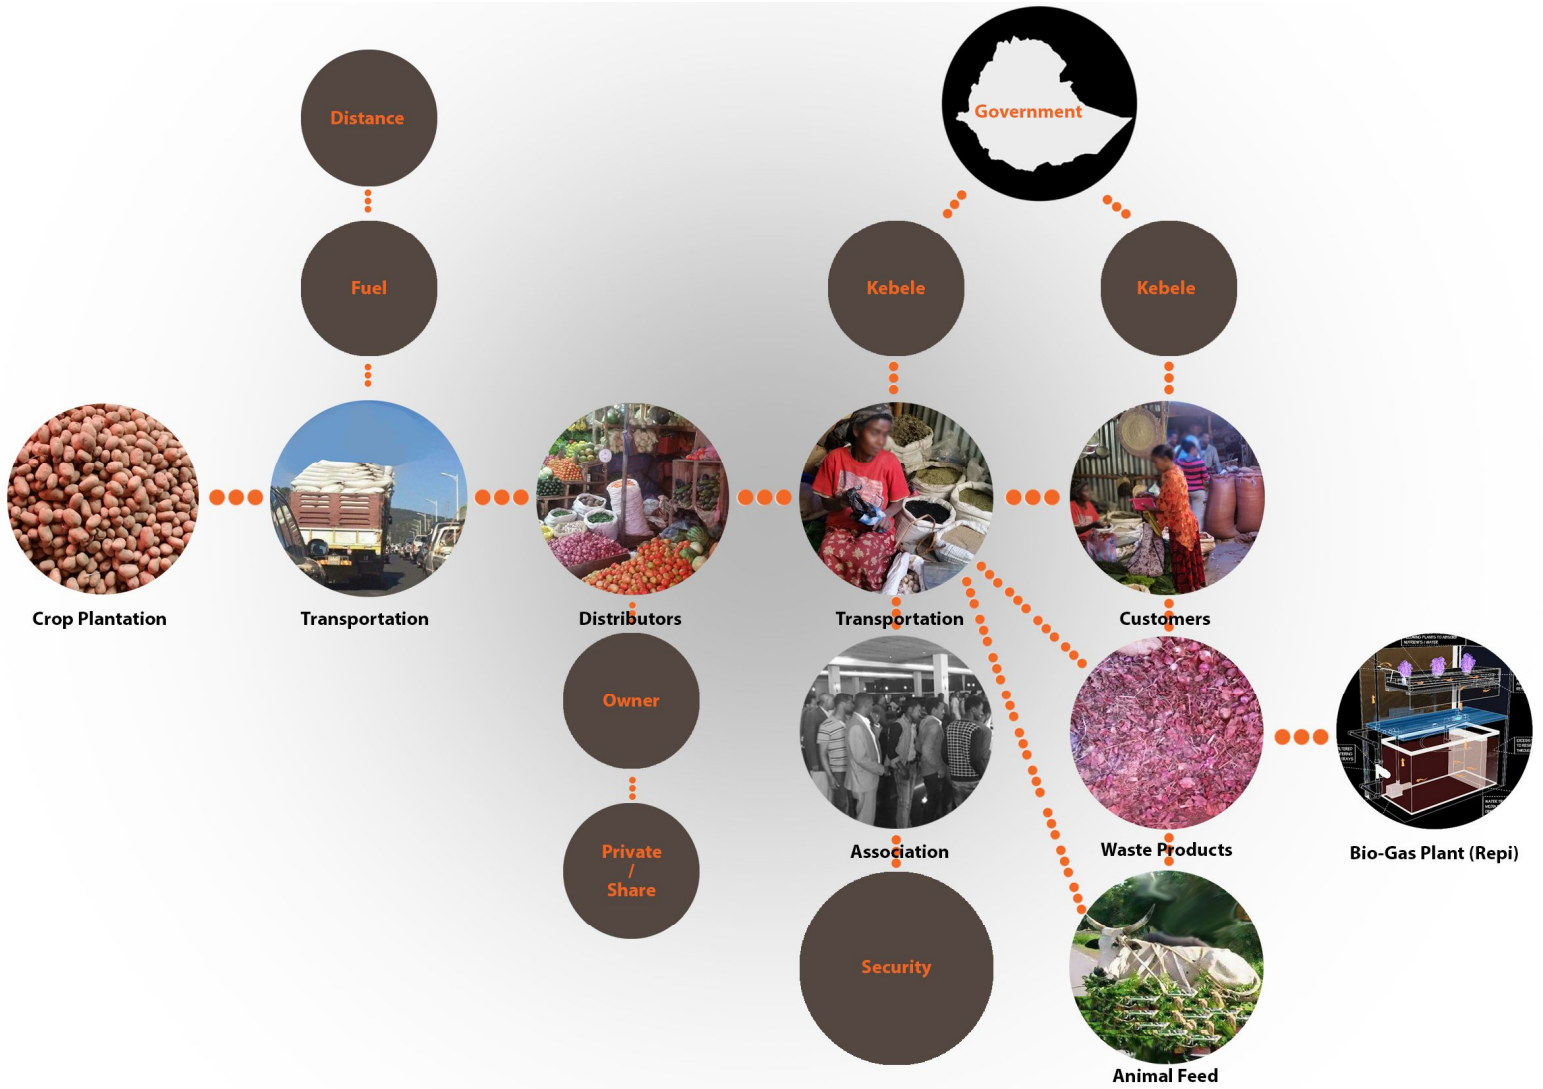 Distance
Government
Fuel
Kebele
Kebele
Crop Plantation
Transportation
Distributors
Transportation
Customers
Owner
Private
/
Share
Association
Waste Products
Bio-Gas Plant (Repi)
Security
Animal Feed